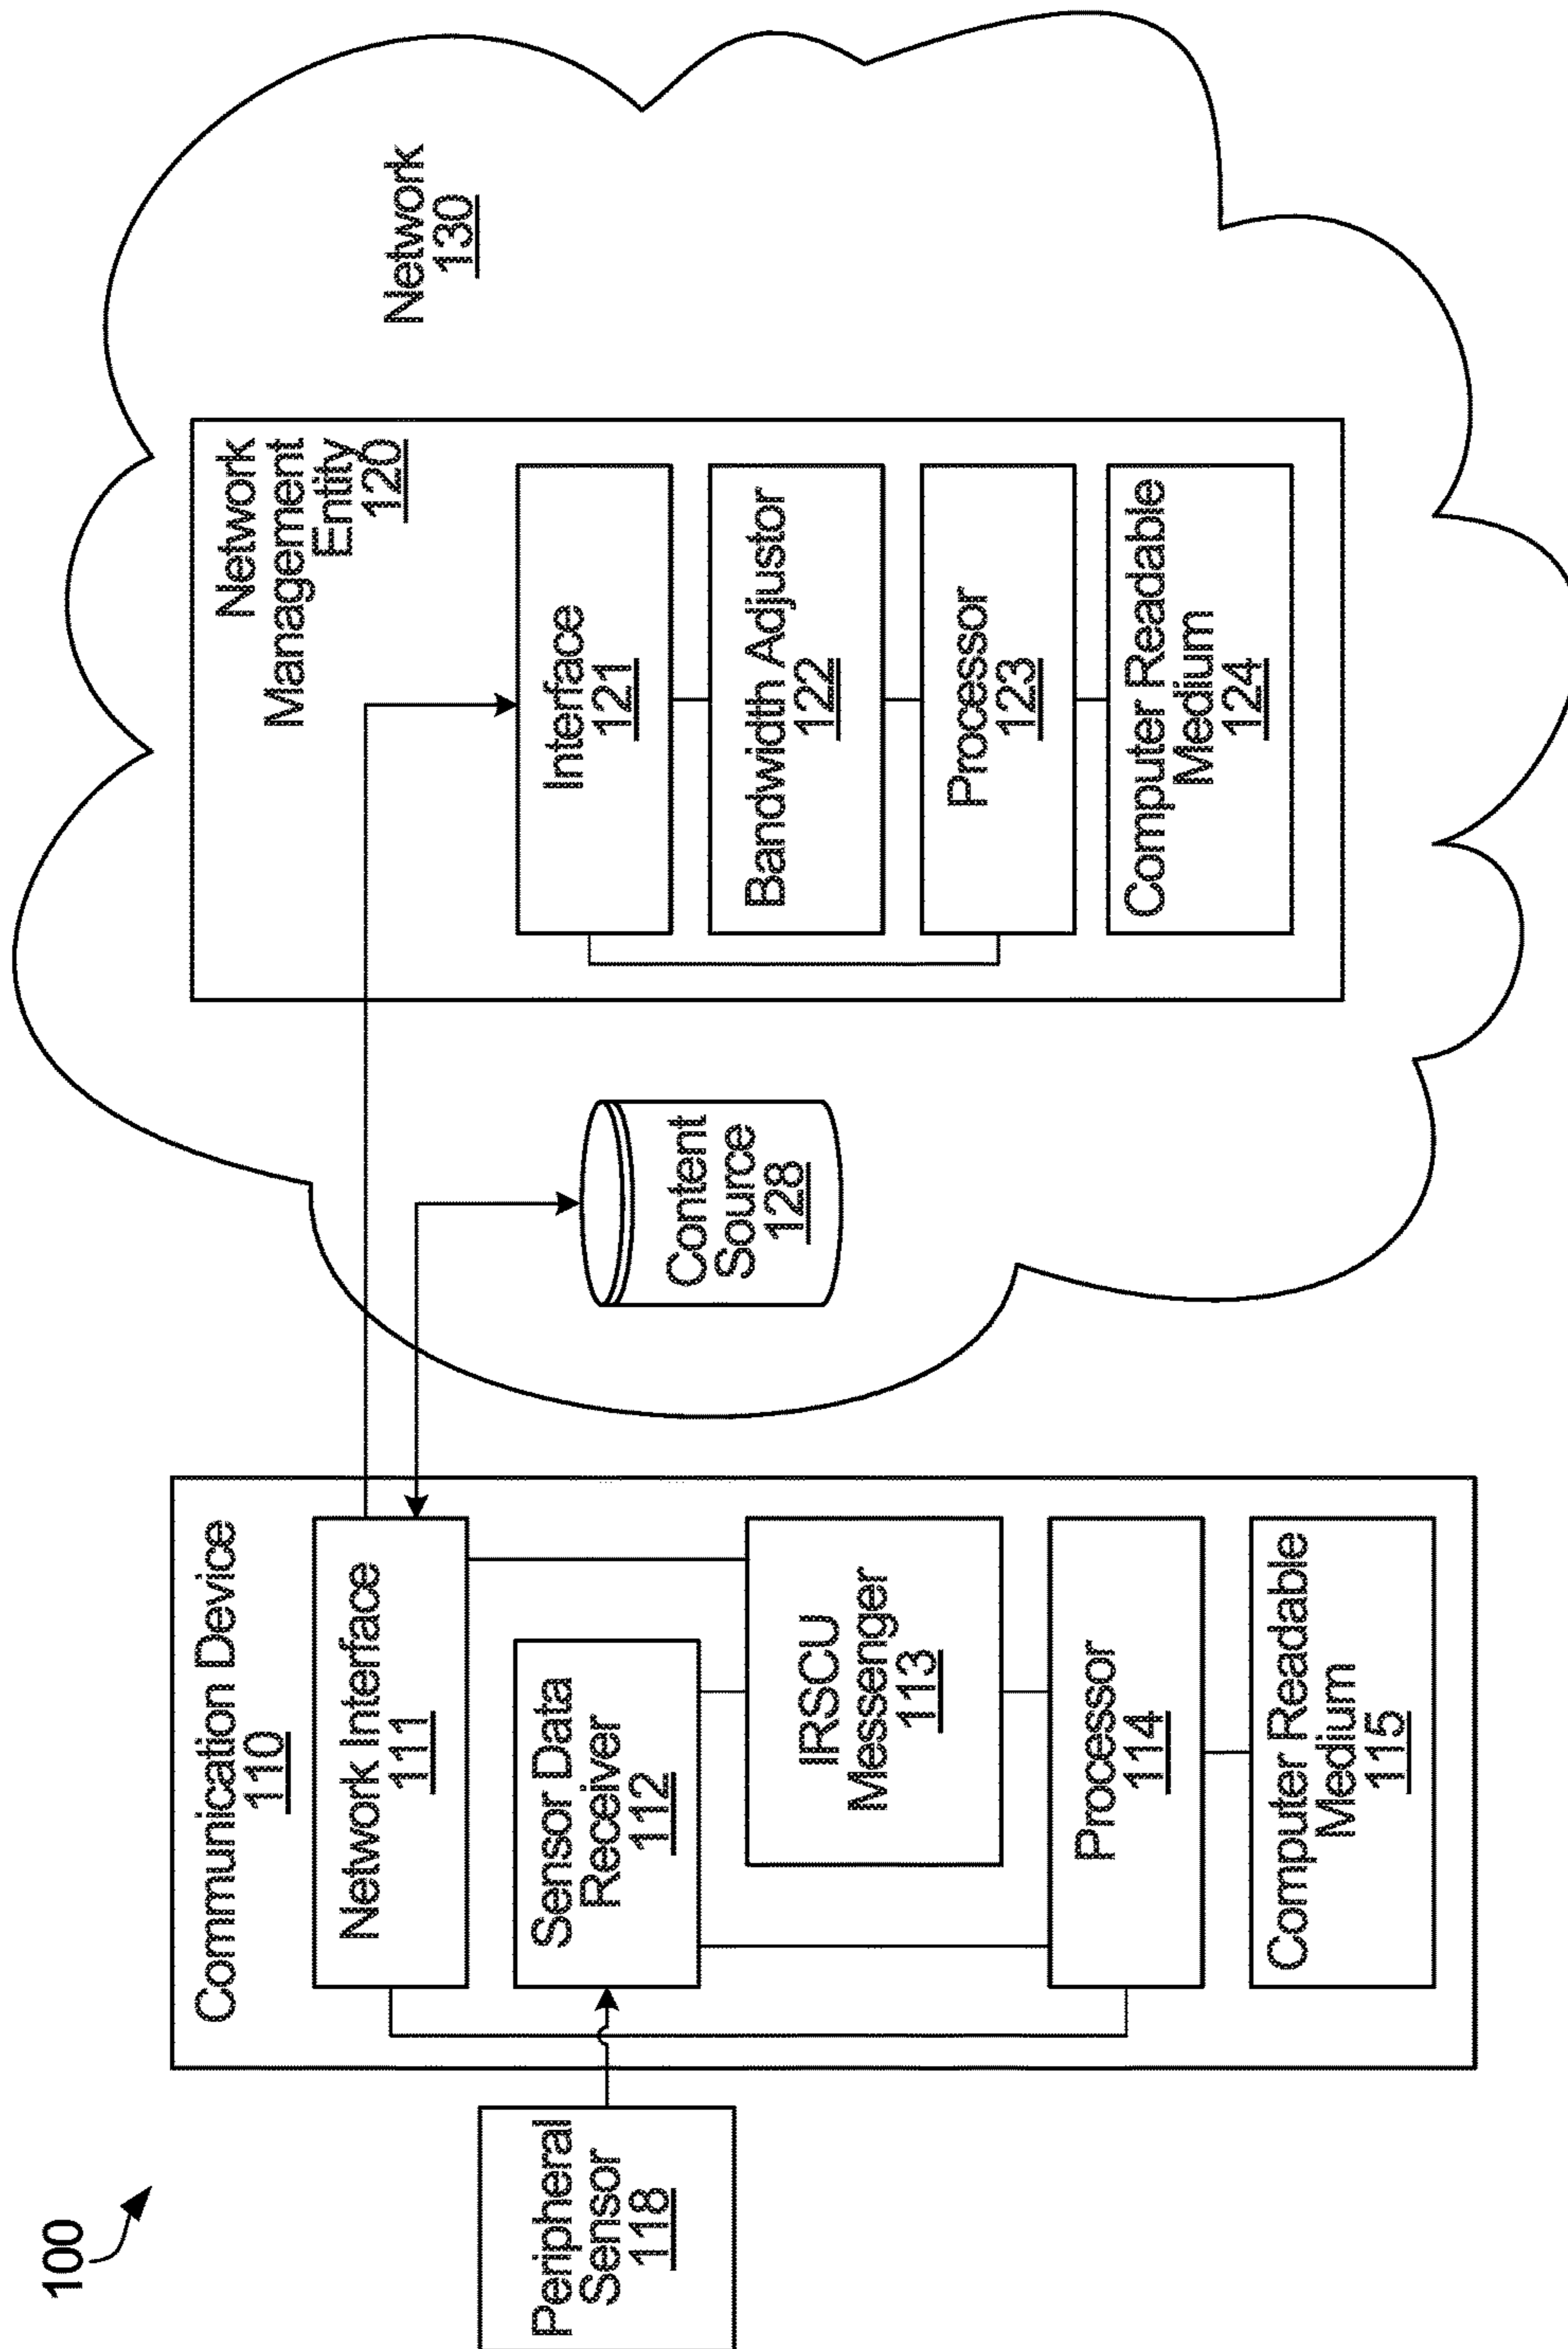 100
Peripheral
Sensor
118
Communication Device
110
Network Interface
111
Sensor Data
Receiver
112
IRSCU
Messenger
113
Processor
114
Computer Readable
Medium
115
Content
Source
128
Network
Management
Entity
120
Interface
121
Bandwidth Adjustor
122
Processor
123
Computer Readable
Medium
124
Network
130